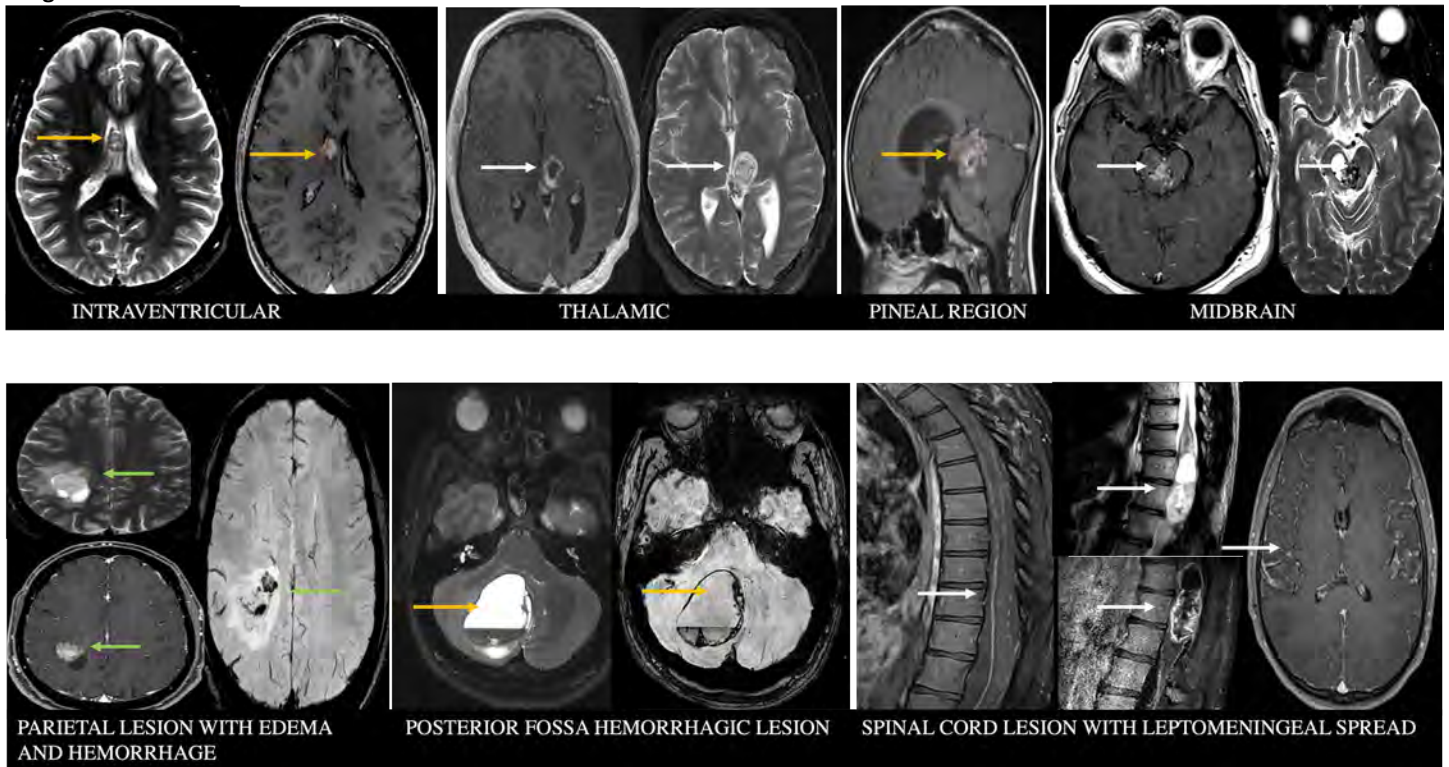 INTRAVENTRICULAR
THALAMIC
PINEAL REGION
MIDBRAIN
PARIETAL LESION WITH EDEMA
AND HEMORRHAGE
POSTERIOR FOSSA HEMORRHAGIC LESION
SPINAL CORD LESION WITH LEPTOMENINGEAL SPREAD